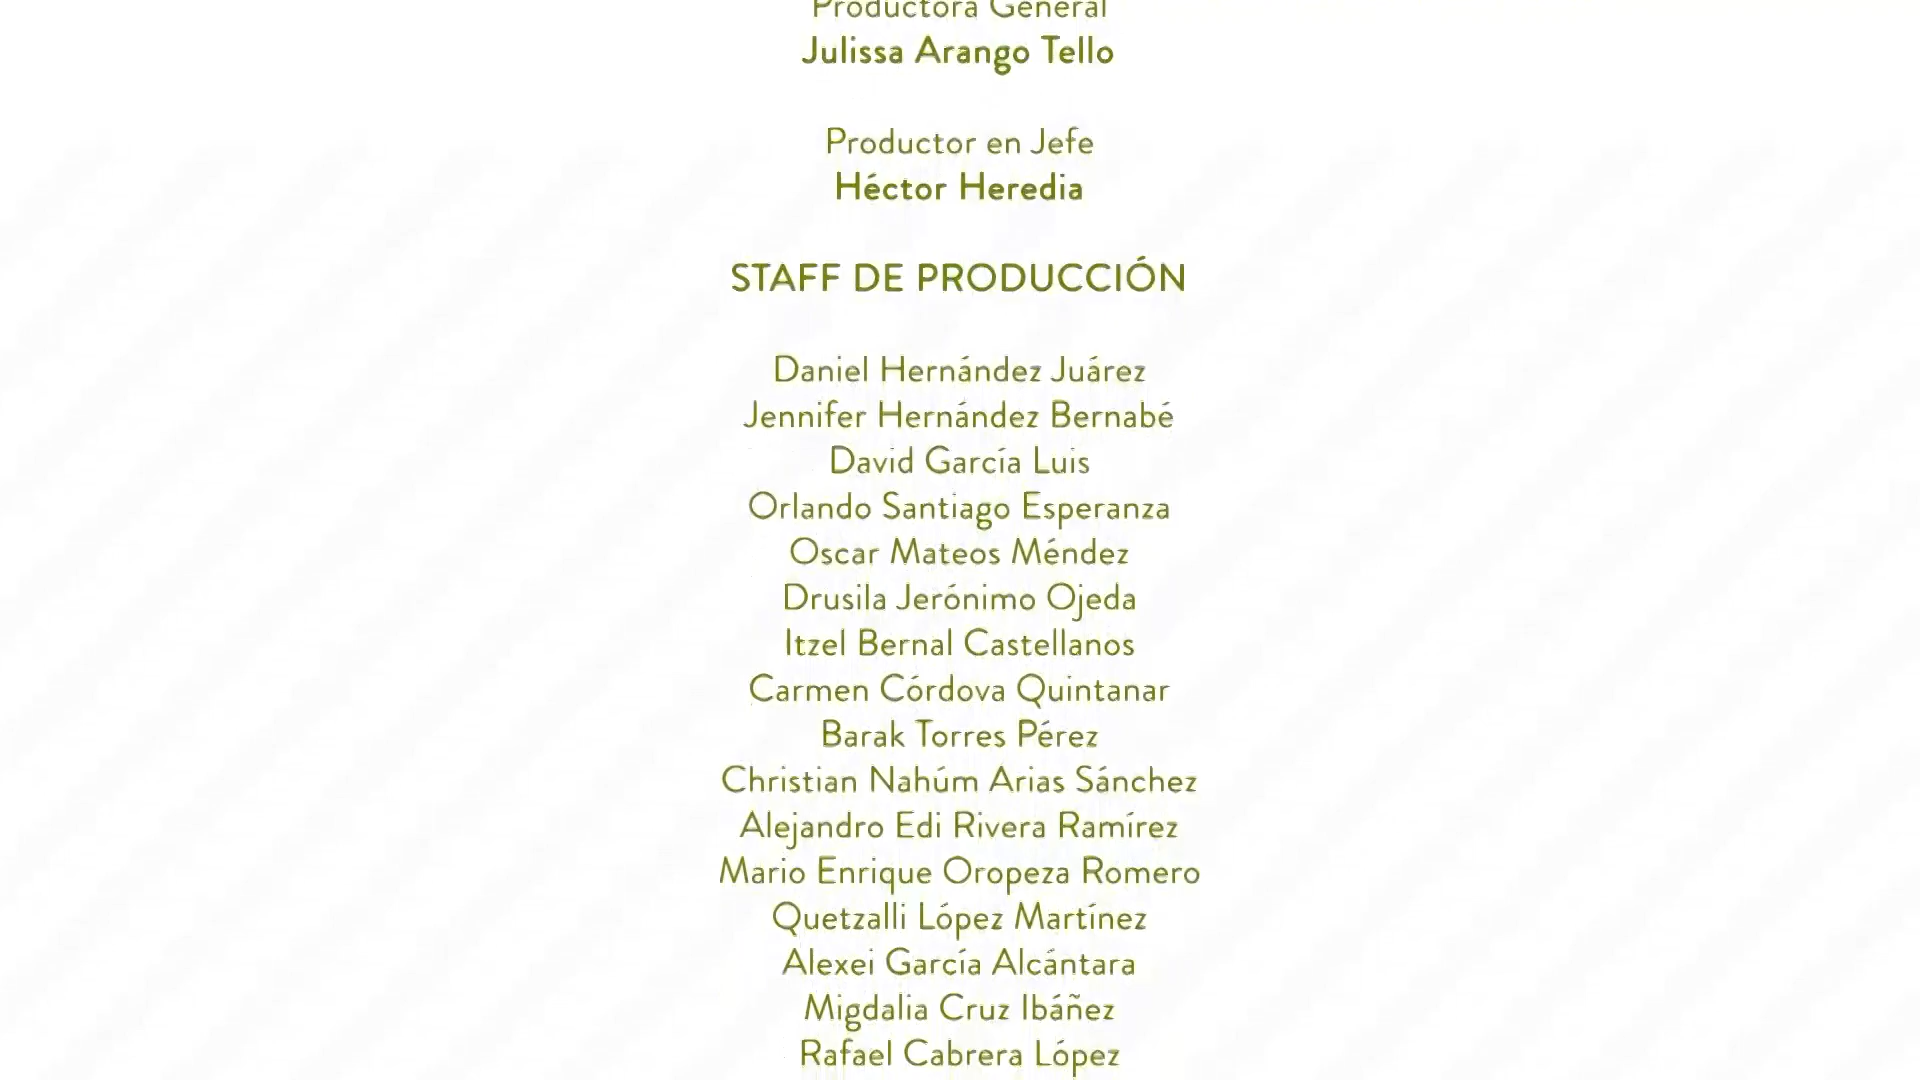 Productora General
Julissa Arango Tello
Productor en Jefe
Héctor Heredia
STAFF DE PRODUCCIÓN
Daniel Hernández Juárez
Jennifer Hernández Bernabé
David García Luis
Orlando Santiago Esperanza
Oscar Mateos Méndez
Drusila Jerónimo Ojeda
Itzel Bernal Castellanos
Carmen Córdova Quintanar
Barak Torres Pérez
Christian Nahúm Arias Sánchez
Alejandro Edi Rivera Ramírez
Mario Enrique Oropeza Romero
Quetzalli López Martínez
Alexei García Alcántara
Migdalia Cruz Ibáñez
Rafael Cabrera López